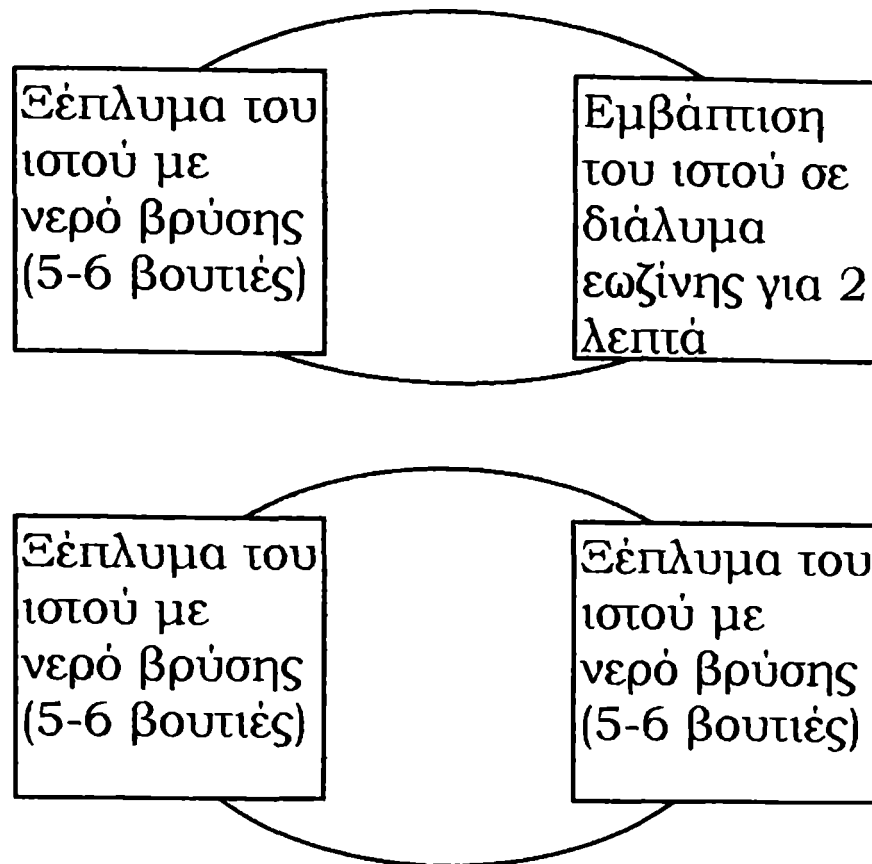 Ξέπλυμα του
ιστού με
νερό βρύσης
(5-6 βουτιές)
Εμβάπτιση
του ιστού σε
διάλυμα
εωζίνης για 2
λεπτά
Ξέπλυμα του
ιστού με
νερό βρύσης
(5-6 βουτιές)
Ξέπλυμα του
ιστού με
νερό βρύσης
(5-6 βουτιές)